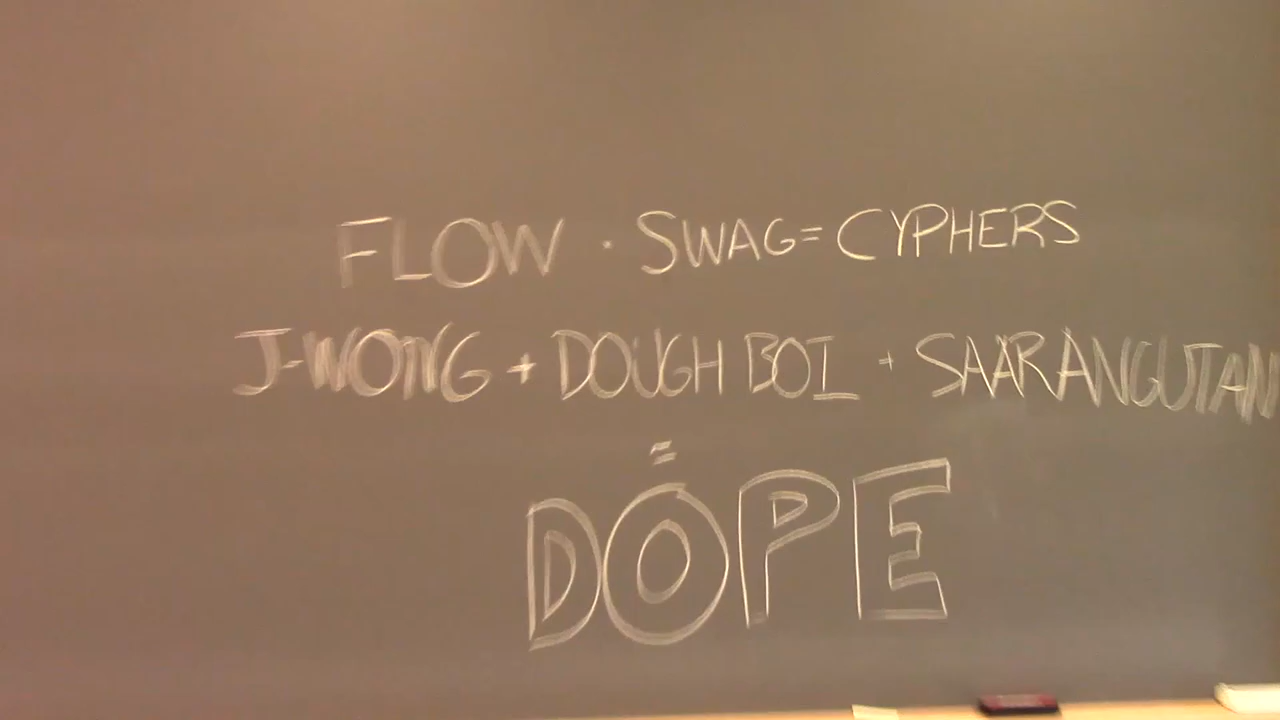 FLOW · SWAG = CYPHERS
J-WONG + DOUGH BOI + SAARANGUTAN
=
DOPE